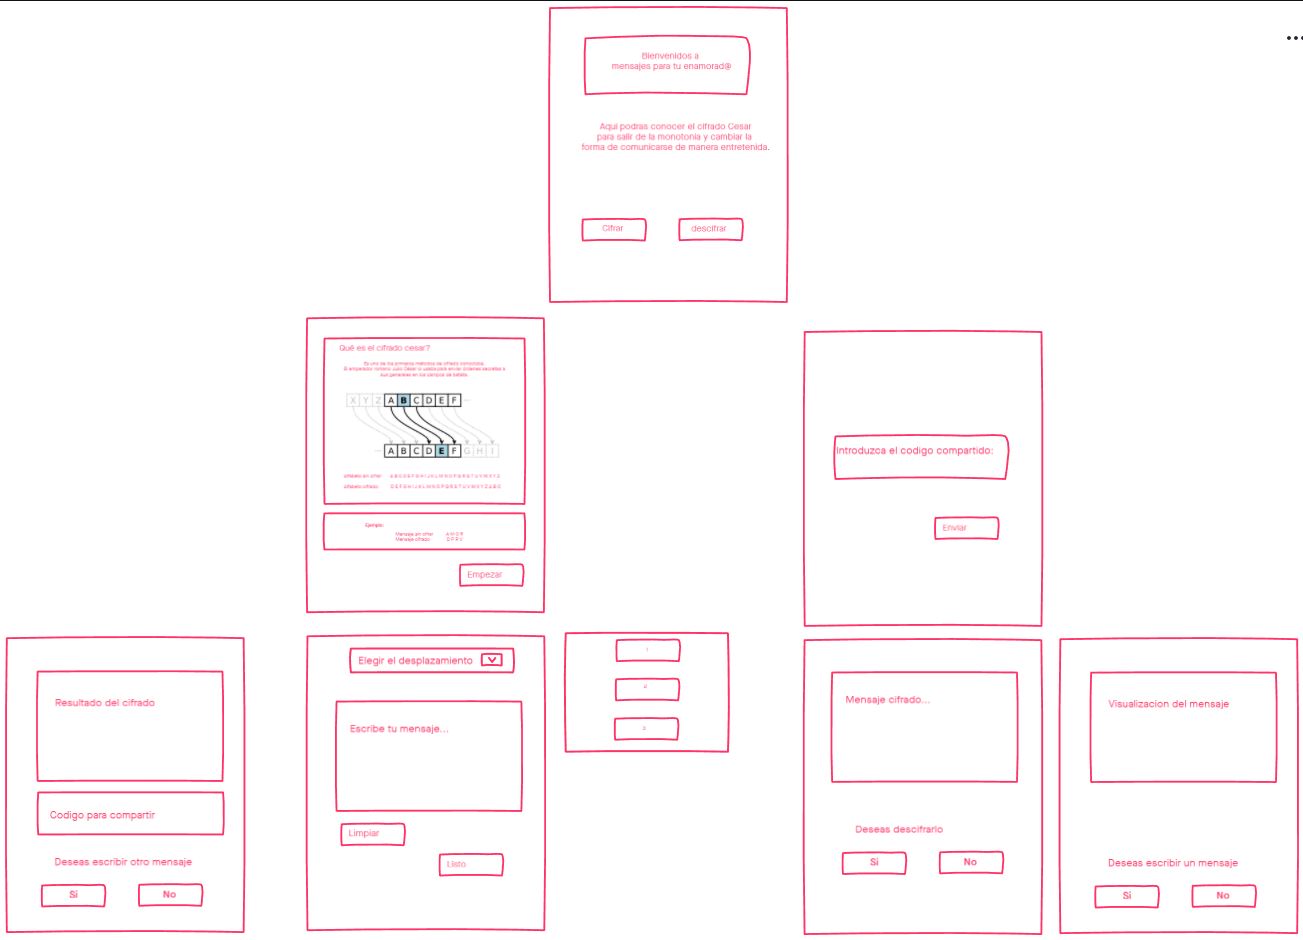 Bienvenidos a
mensajes para tu enamorad@
Aqui podras conocer el cifrado Cesar
para salir de la monotonia y cambiar la
forma de comunicarse de manera entretenida.
Cifrar
descifrar
Qué es el cifrado cesar?
Es uno de los primeros métodos de cifrado conocidos.
El emperador romano Julio César lo usaba para enviar órdenes secretas a
sus generales en los campos de batalla.
X Y Z A B C D E F
A B C D E F G H I
Alfabeto sin cifrar: A B C D E F G H I J K L M N O P Q R S T U V W X Y Z
Alfabeto cifrado: D E F G H I J K L M N O P Q R S T U V W X Y Z A B C
Ejemplo:
Mensaje sin cifrar A M O R
Mensaje cifrado D P R U
Empezar
Introduzca el codigo compartido:
Enviar
Resultado del cifrado
Codigo para compartir
Deseas escribir otro mensaje
Si
No
Elegir el desplazamiento
Escribe tu mensaje...
Limpiar
Listo
1
2
3
Mensaje cifrado...
Deseas descifrarlo
Si
No
Visualizacion del mensaje
Deseas escribir un mensaje
Si
No